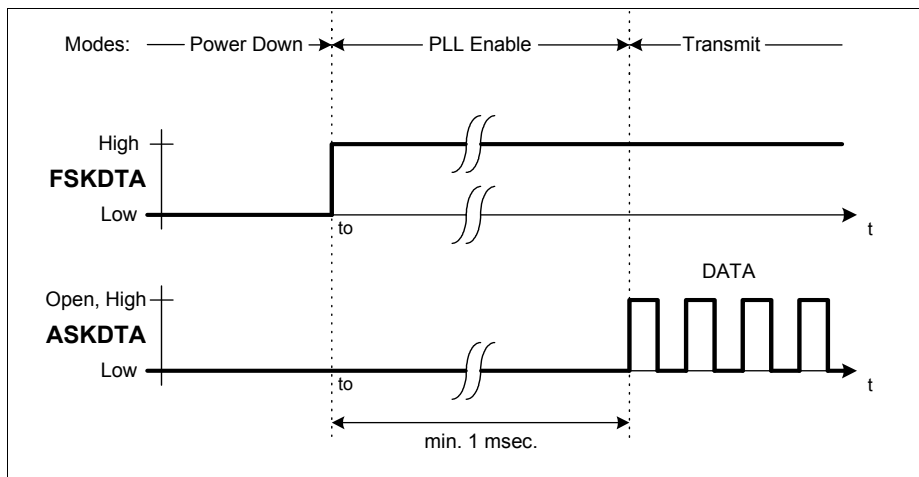 Modes: Power Down PLL Enable Transmit
High
FSKDTA
Low
to
t
DATA
Open, High
ASKDTA
Low
to
t
min. 1 msec.